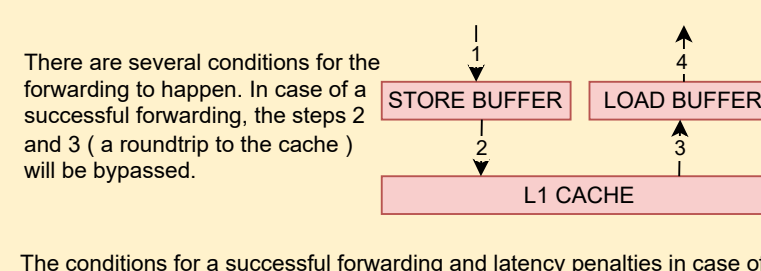 There are several conditions for the
forwarding to happen. In case of a
successful forwarding, the steps 2
and 3 ( a roundtrip to the cache )
will be bypassed.
1
4
STORE BUFFER
LOAD BUFFER
2
3
L1 CACHE
The conditions for a successful forwarding and latency penalties in case of